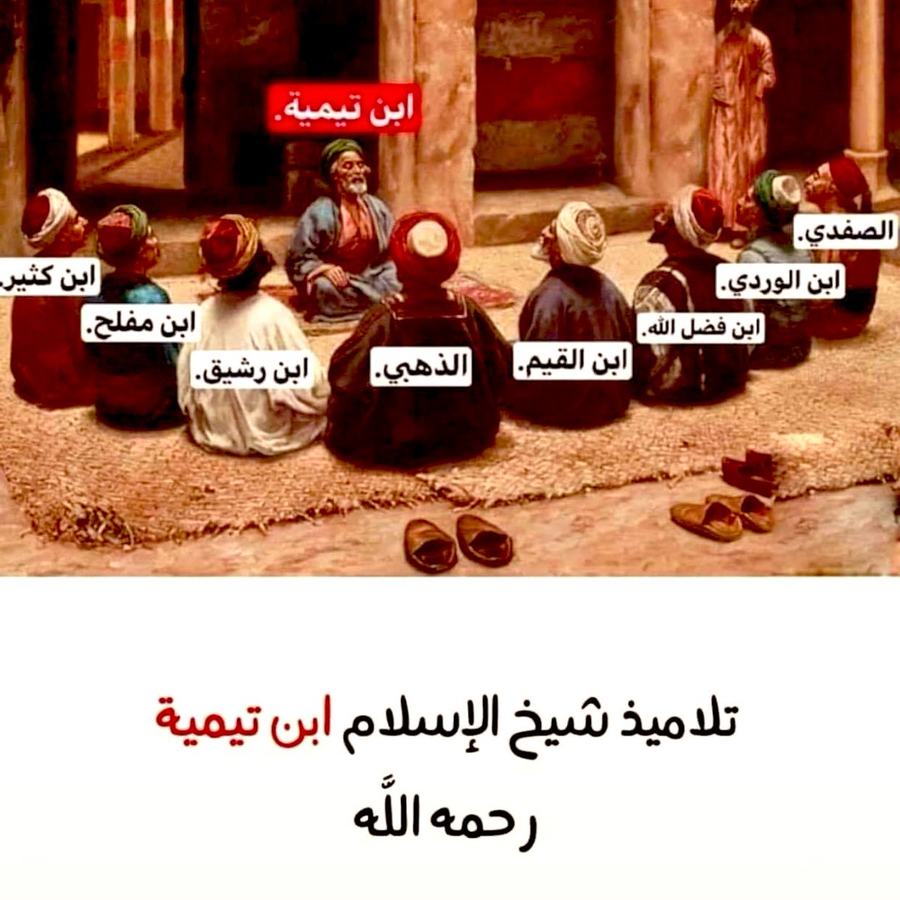 ابن تيمية.
الصفدي.
ابن كثير.
ابن الوردي.
ابن مفلح.
ابن فضل الله.
ابن رشيق.
الذهبي.
ابن القيم.
تلاميذ شيخ الإسلام ابن تيمية
رحمه اللَّه